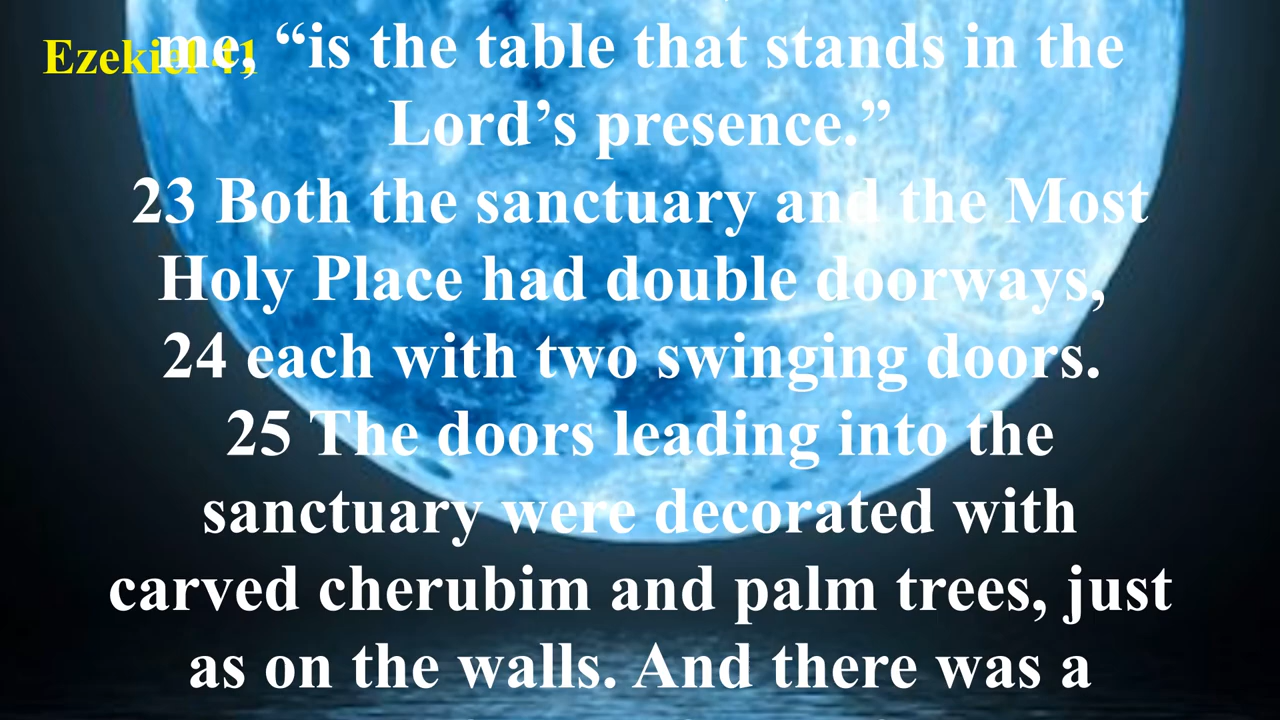 Ezekiel 41
me, “is the table that stands in the
Lord’s presence.”
23 Both the sanctuary and the Most
Holy Place had double doorways,
24 each with two swinging doors.
25 The doors leading into the
sanctuary were decorated with
carved cherubim and palm trees, just
as on the walls. And there was a